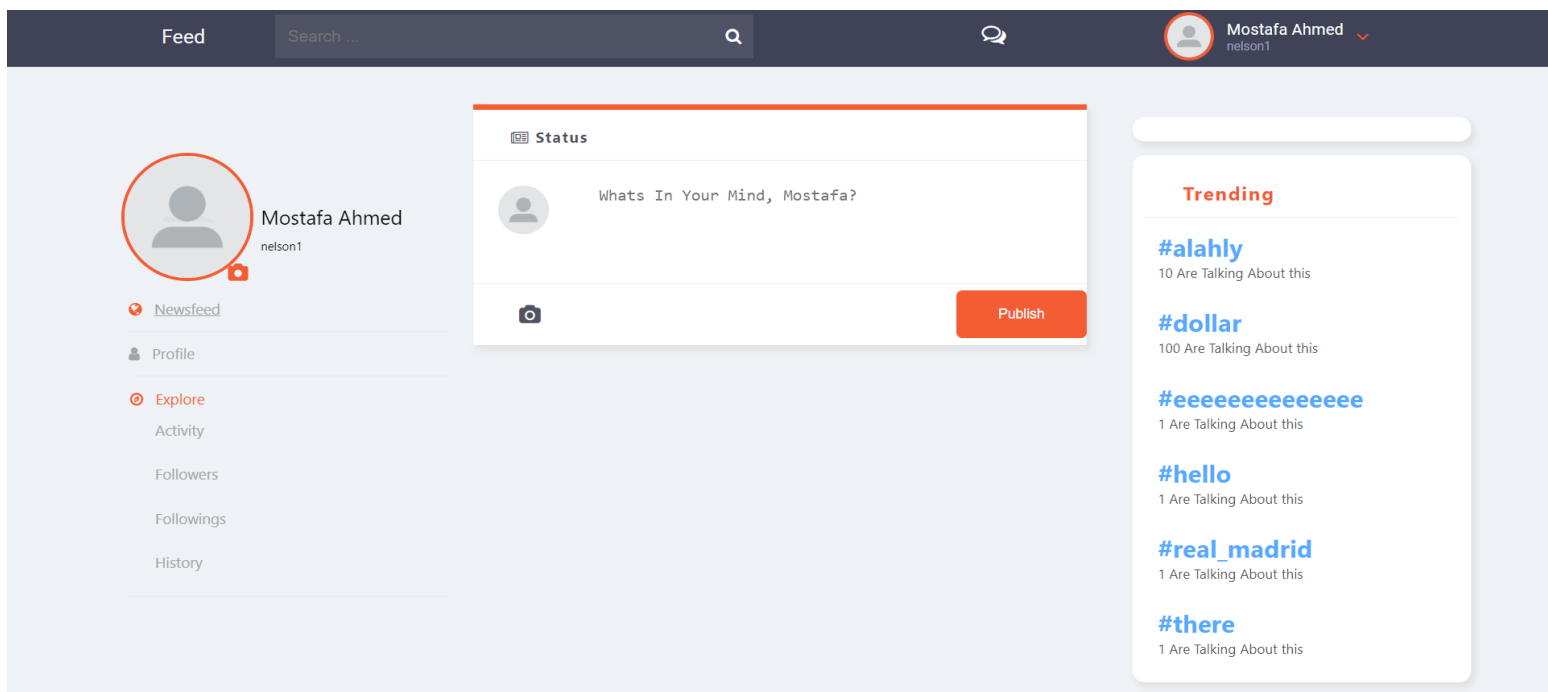 Feed
Search ...
Mostafa Ahmed
nelson1
Mostafa Ahmed
nelson1
Newsfeed
Profile
Explore
Activity
Followers
Followings
History
Status
Whats In Your Mind, Mostafa?
Publish
Trending
#alahly
10 Are Talking About this
#dollar
100 Are Talking About this
#eeeeeeeeeeeeeee
1 Are Talking About this
#hello
1 Are Talking About this
#real_madrid
1 Are Talking About this
#there
1 Are Talking About this